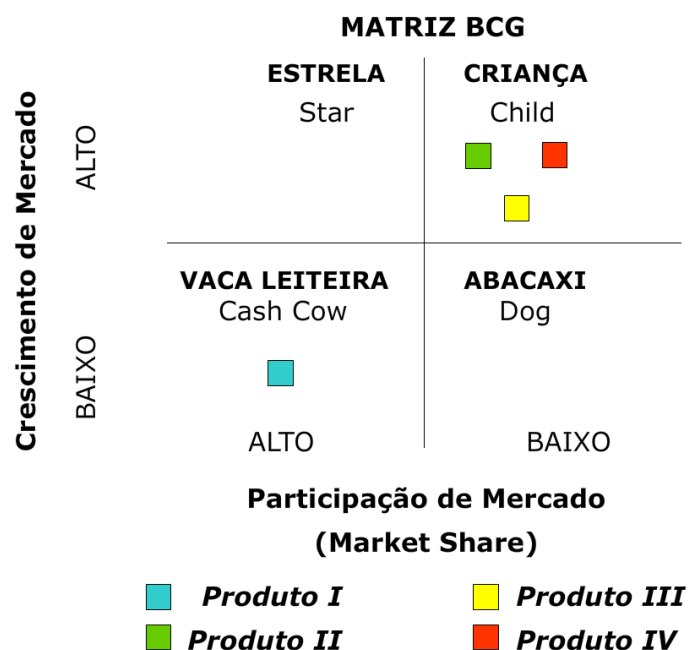 MATRIZ BCG
ESTRELA
Star
CRIANÇA
Child
Crescimento de Mercado
ALTO
BAIXO
VACA LEITEIRA
Cash Cow
ABACAXI
Dog
ALTO
BAIXO
Participação de Mercado
(Market Share)
Produto I
Produto III
Produto II
Produto IV